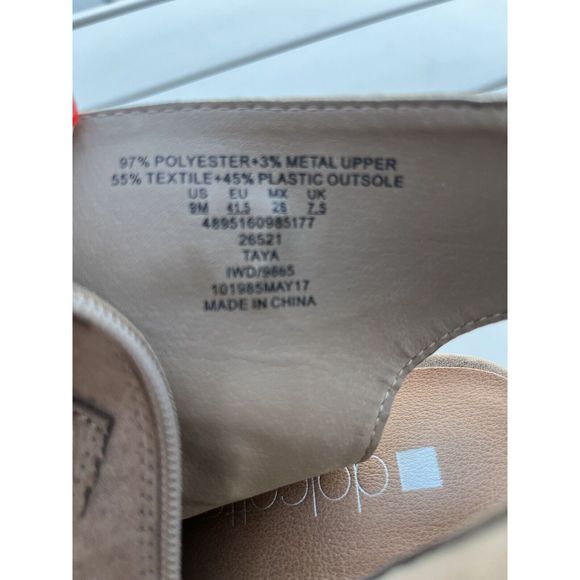 97% POLYESTER+3% METAL UPPER
55% TEXTILE+45% PLASTIC OUTSOLE
US EU MX UK
9M 41.5 26 7.5
4895160985177
26521
TAYA
IWD/9865
101985MAY17
MADE IN CHINA